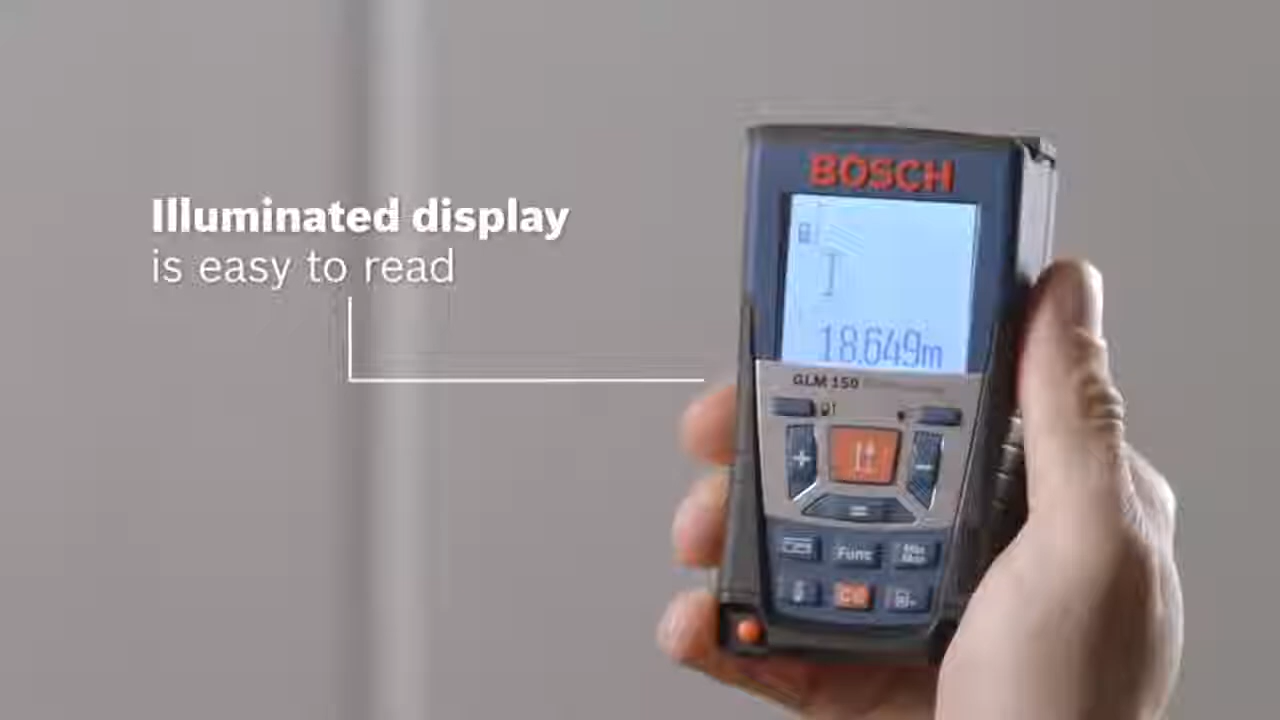 Illuminated display
is easy to read
BOSCH
18.649m
GLM 150
+
−
=
Func
Min
Max